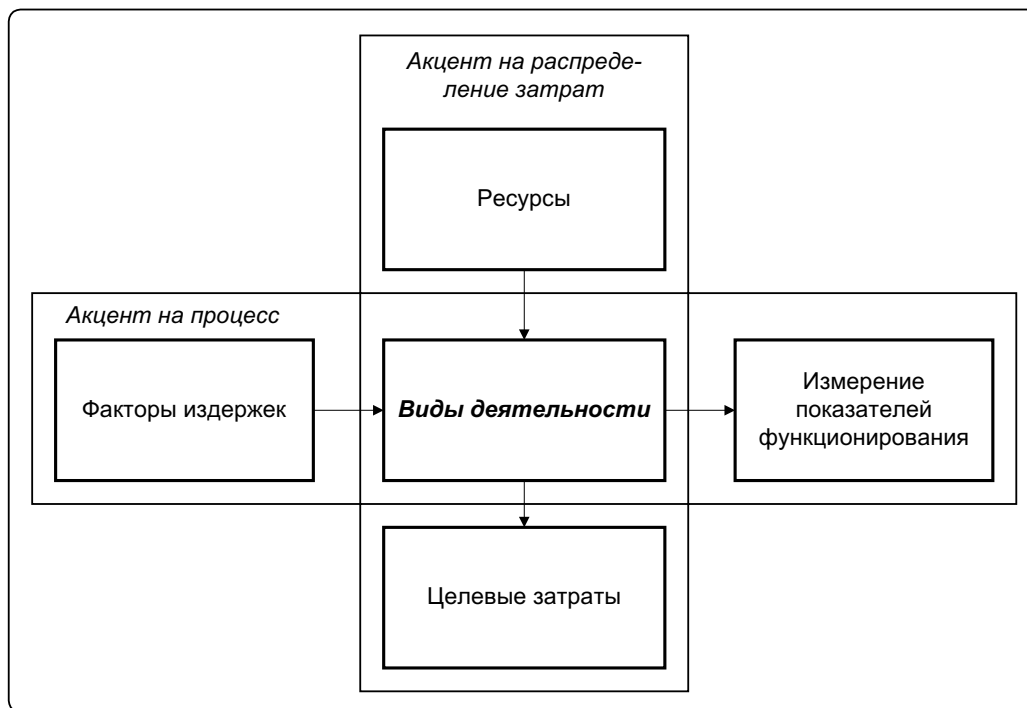 Акцент на распреде-
ление затрат
Ресурсы
Акцент на процесс
Факторы издержек
Виды деятельности
Измерение
показателей
функционирования
Целевые затраты